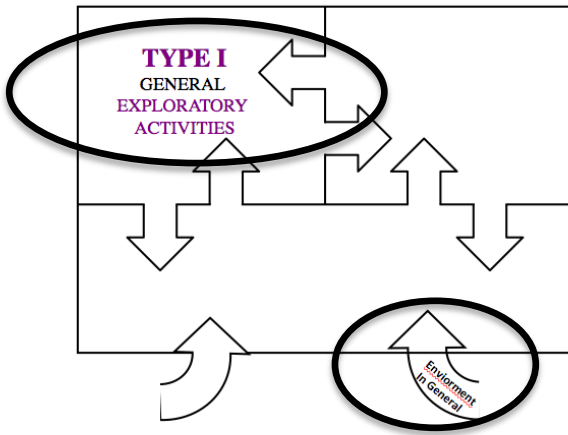 TYPE I
GENERAL
EXPLORATORY
ACTIVITIES
Enviorment
In General